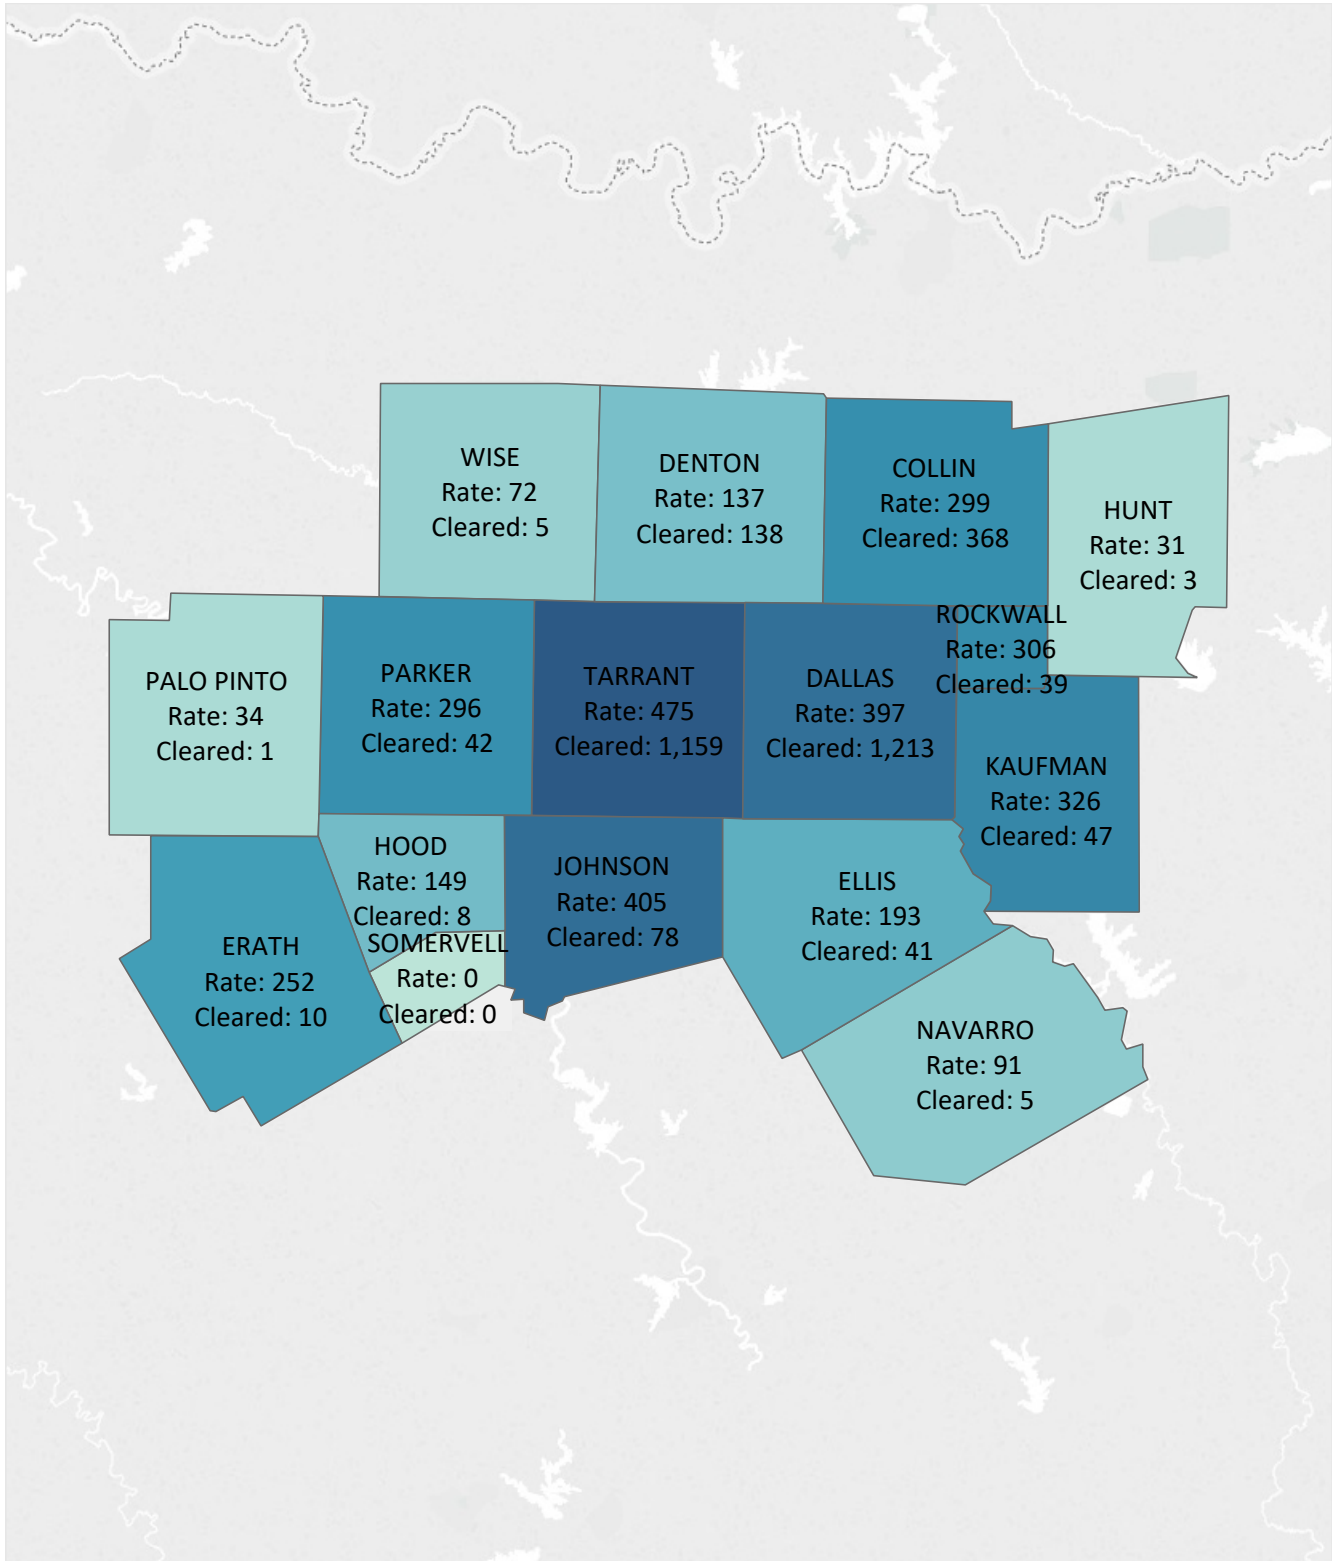 WISE
Rate: 72
Cleared: 5
DENTON
Rate: 137
Cleared: 138
COLLIN
Rate: 299
Cleared: 368
HUNT
Rate: 31
Cleared: 3
ROCKWALL
Rate: 306
Cleared: 39
PALO PINTO
Rate: 34
Cleared: 1
PARKER
Rate: 296
Cleared: 42
TARRANT
Rate: 475
Cleared: 1,159
DALLAS
Rate: 397
Cleared: 1,213
KAUFMAN
Rate: 326
Cleared: 47
HOOD
Rate: 149
Cleared: 8
JOHNSON
Rate: 405
Cleared: 78
ELLIS
Rate: 193
Cleared: 41
ERATH
Rate: 252
Cleared: 10
SOMERVELL
Rate: 0
Cleared: 0
NAVARRO
Rate: 91
Cleared: 5